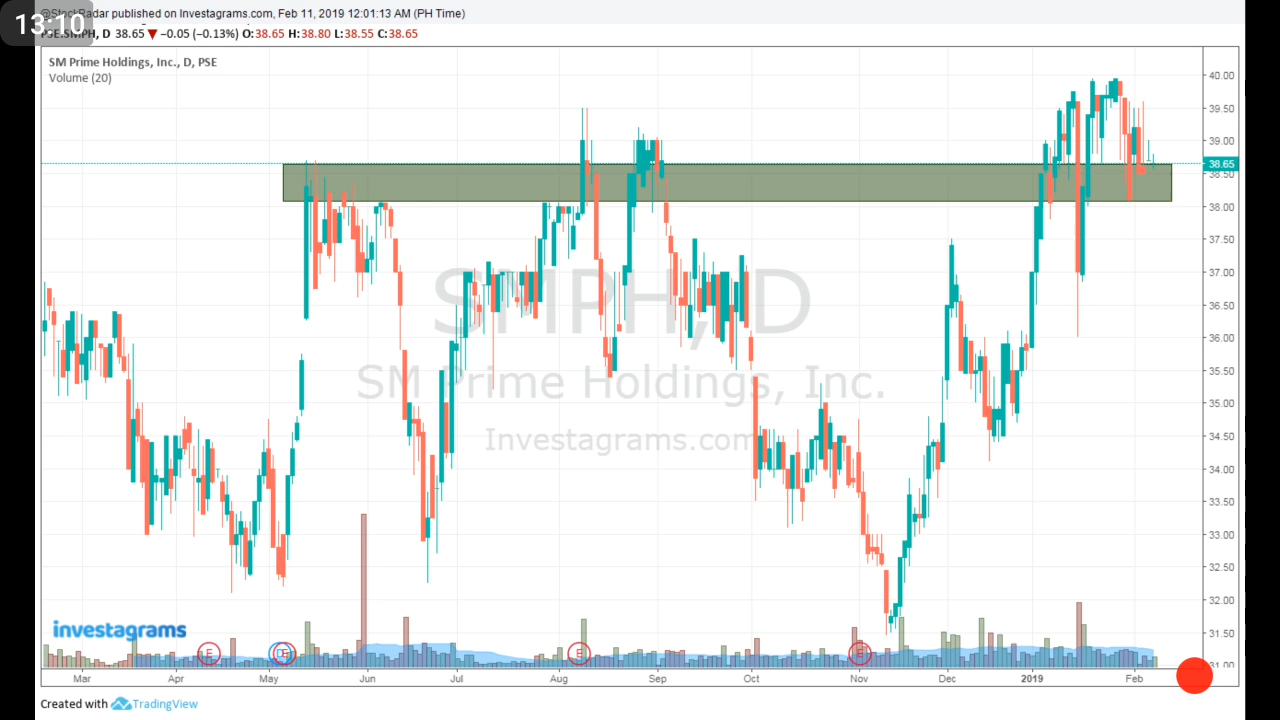 @StockRadar published on Investagrams.com, Feb 11, 2019 12:01:13 AM (PH Time)
13:10
PSE:SMPH, D 38.65 ▼ −0.05 (−0.13%) O:38.65 H:38.80 L:38.55 C:38.65
SM Prime Holdings, Inc., D, PSE
Volume (20)
40.00
39.50
39.00
38.65
38.50
38.00
37.50
37.00
36.50
36.00
35.50
35.00
34.50
34.00
33.50
33.00
32.50
32.00
31.50
31.00
SMPH, D
SM Prime Holdings, Inc.
Investagrams.com
investagrams
E
E
E
E
Mar Apr May Jun Jul Aug Sep Oct Nov Dec 2019 Feb
Created with TradingView